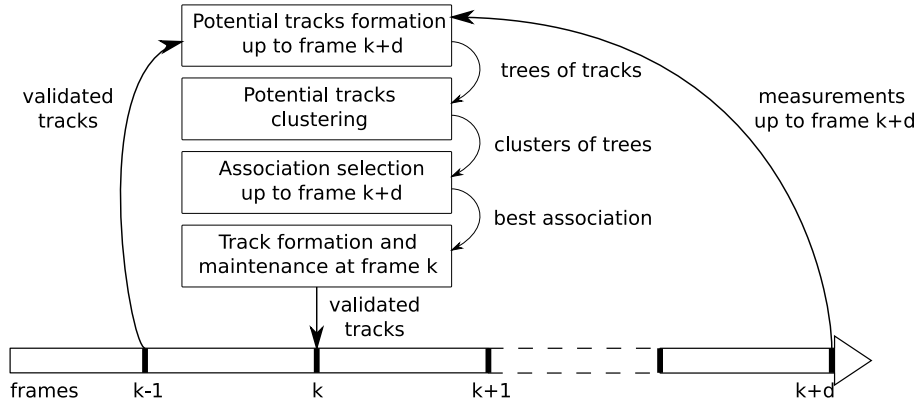 Potential tracks formation
up to frame k+d
trees of tracks
validated
tracks
Potential tracks
clustering
measurements
up to frame k+d
clusters of trees
Association selection
up to frame k+d
best association
Track formation and
maintenance at frame k
validated
tracks
frames
k-1
k
k+1
k+d